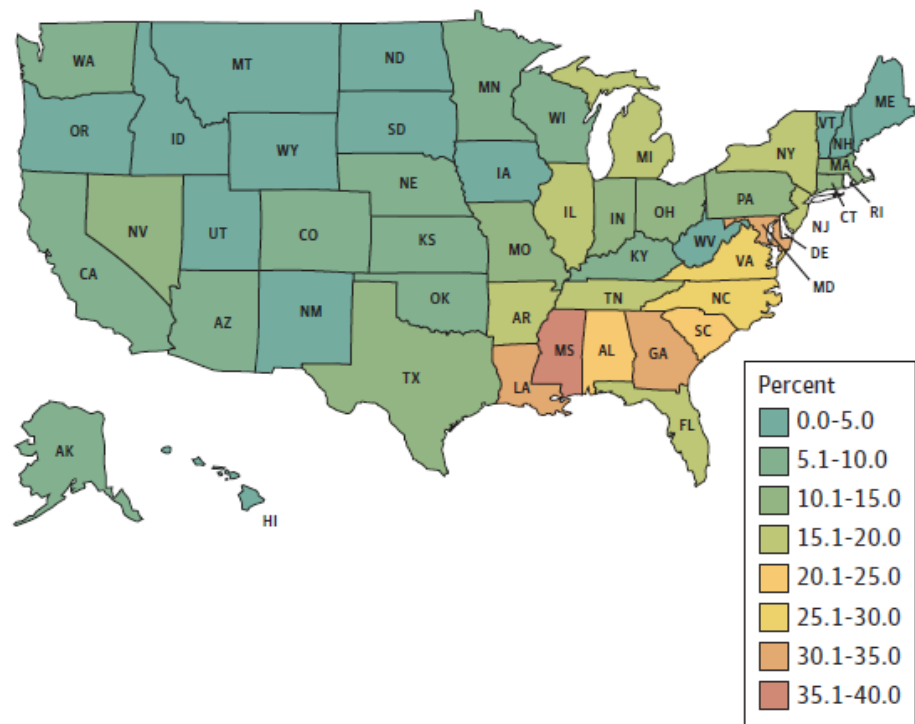 WA
MT
ND
MN
ME
VT
NH
OR
ID
WY
SD
WI
MI
NY
MA
RI
CT
IA
NE
PA
NJ
NV
UT
CO
KS
MO
IL
IN
OH
WV
VA
DE
MD
KY
CA
AZ
NM
OK
AR
TN
NC
SC
TX
LA
MS
AL
GA
FL
AK
HI
Percent
0.0-5.0
5.1-10.0
10.1-15.0
15.1-20.0
20.1-25.0
25.1-30.0
30.1-35.0
35.1-40.0